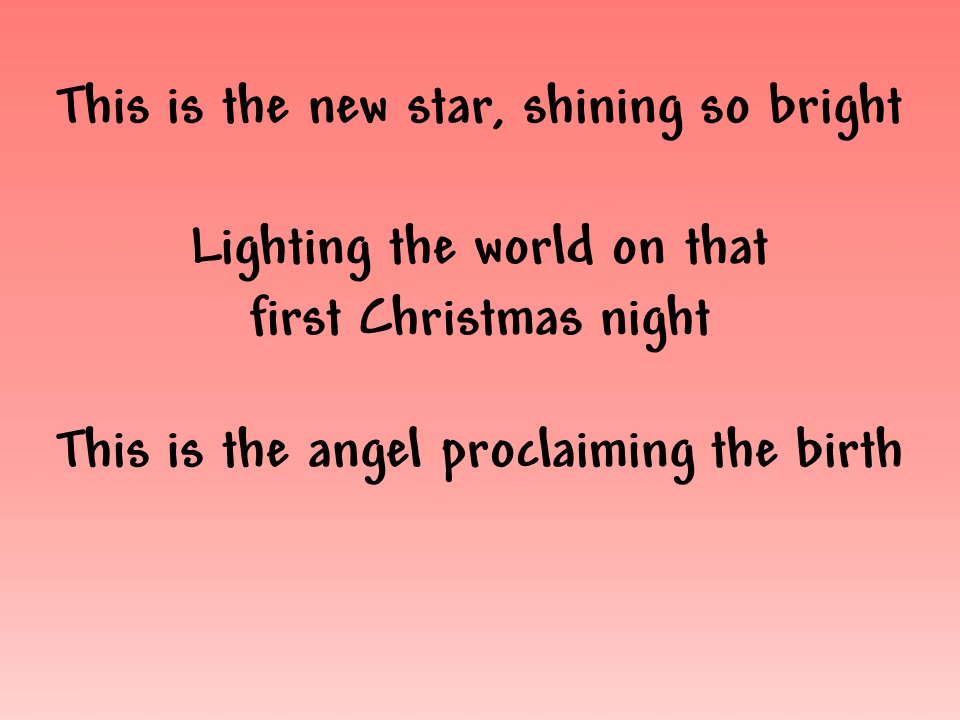 This is the new star, shining so bright
Lighting the world on that
first Christmas night
This is the angel proclaiming the birth